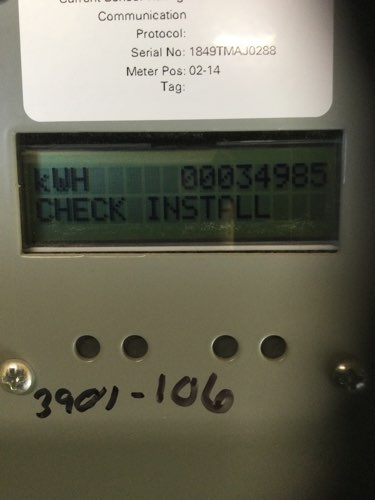 Communication
Protocol:
Serial No: 1849TMAJ0288
Meter Pos: 02-14
Tag:
kWH 00034985
CHECK INSTALL
3901-106